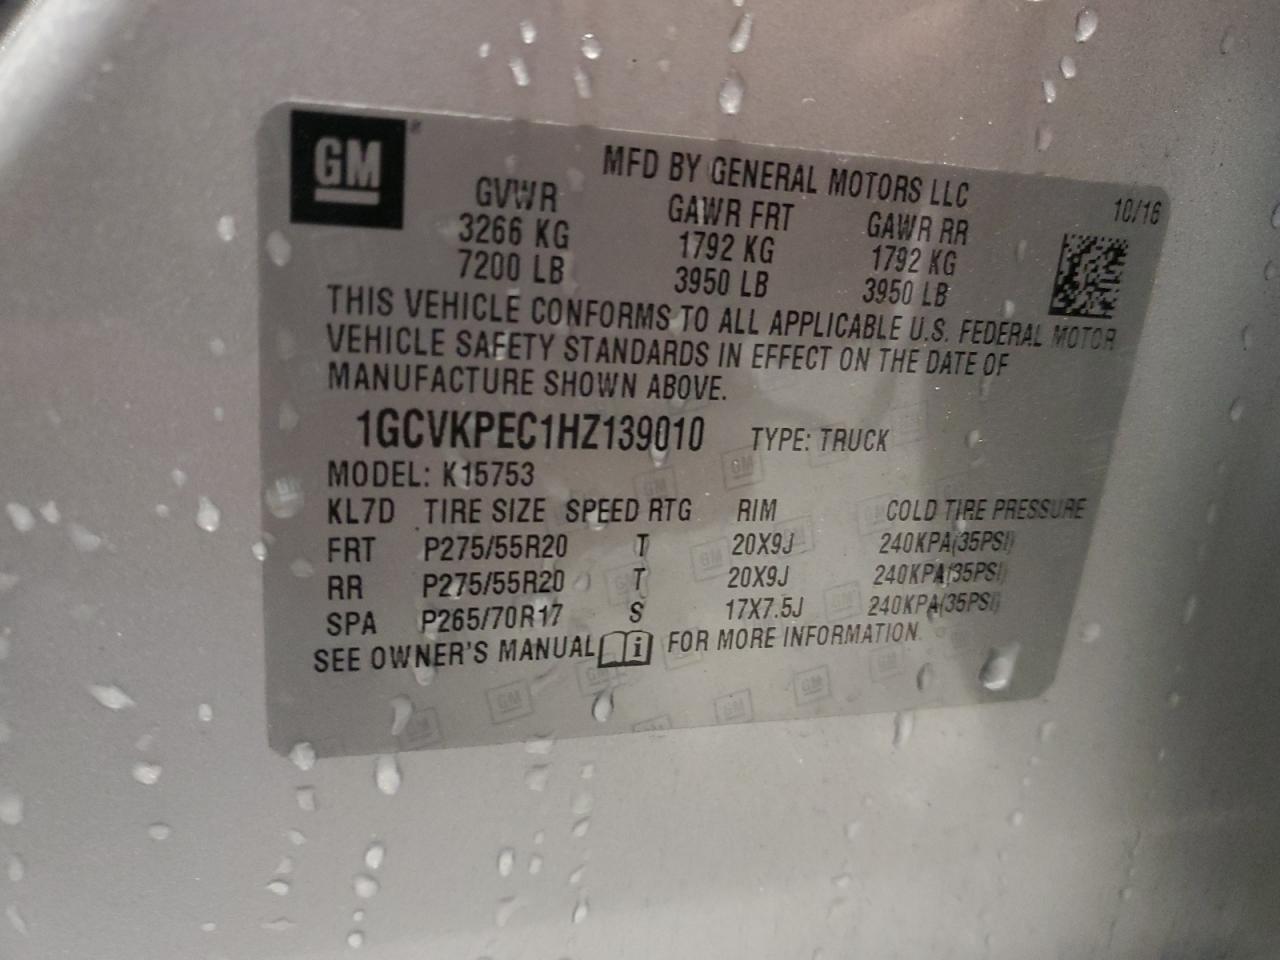 GM
MFD BY GENERAL MOTORS LLC
10/16
GVWR GAWR FRT GAWR RR
3266 KG 1792 KG 1792 KG
7200 LB 3950 LB 3950 LB
THIS VEHICLE CONFORMS TO ALL APPLICABLE U.S. FEDERAL MOTOR
VEHICLE SAFETY STANDARDS IN EFFECT ON THE DATE OF
MANUFACTURE SHOWN ABOVE.
1GCVKPEC1HZ139010 TYPE: TRUCK
MODEL: K15753
KL7D TIRE SIZE SPEED RTG RIM COLD TIRE PRESSURE
FRT P275/55R20 T 20X9J 240KPA(35PSI)
RR P275/55R20 T 20X9J 240KPA(35PSI)
SPA P265/70R17 S 17X7.5J 240KPA(35PSI)
SEE OWNER'S MANUAL i FOR MORE INFORMATION.